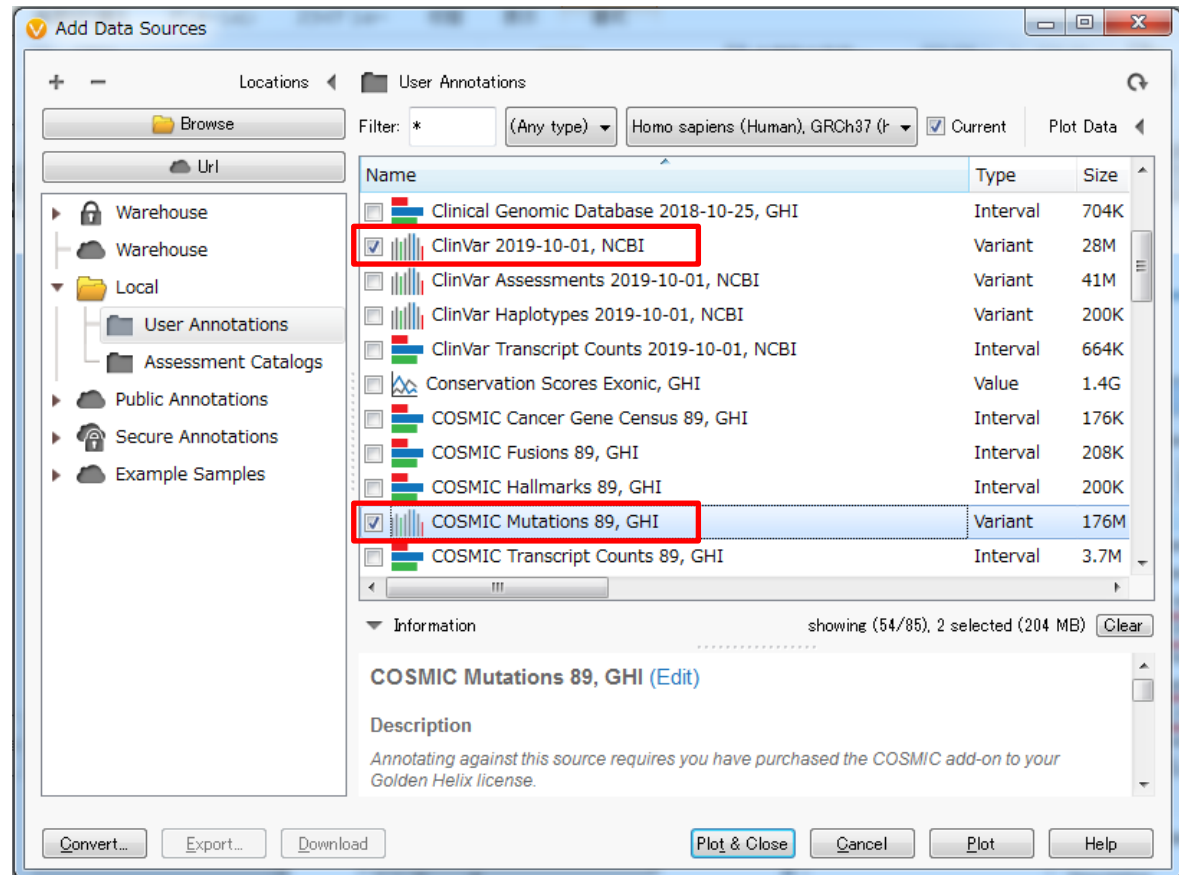 Add Data Sources
Locations
Browse
Url
Warehouse
Warehouse
Local
User Annotations
Assessment Catalogs
Public Annotations
Secure Annotations
Example Samples
User Annotations
Filter: * (Any type) Homo sapiens (Human), GRCh37 (h Current Plot Data
Name Type Size
Clinical Genomic Database 2018-10-25, GHI Interval 704K
ClinVar 2019-10-01, NCBI Variant 28M
ClinVar Assessments 2019-10-01, NCBI Variant 41M
ClinVar Haplotypes 2019-10-01, NCBI Variant 200K
ClinVar Transcript Counts 2019-10-01, NCBI Interval 664K
Conservation Scores Exonic, GHI Value 1.4G
COSMIC Cancer Gene Census 89, GHI Interval 176K
COSMIC Fusions 89, GHI Interval 208K
COSMIC Hallmarks 89, GHI Interval 200K
COSMIC Mutations 89, GHI Variant 176M
COSMIC Transcript Counts 89, GHI Interval 3.7M
Information showing (54/85), 2 selected (204 MB) Clear
COSMIC Mutations 89, GHI (Edit)
Description
Annotating against this source requires you have purchased the COSMIC add-on to your
Golden Helix license.
Convert... Export... Download Plot & Close Cancel Plot Help